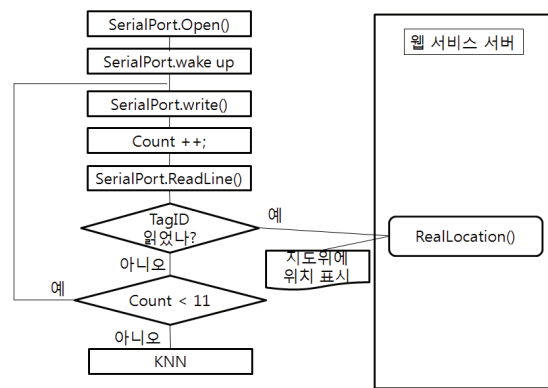 SerialPort.Open()
웹 서비스 서버
SerialPort.wake up
SerialPort.write()
Count ++;
SerialPort.ReadLine()
TagID
읽었나?
예
RealLocation()
아니오
지도위에
위치 표시
예
Count < 11
아니오
KNN